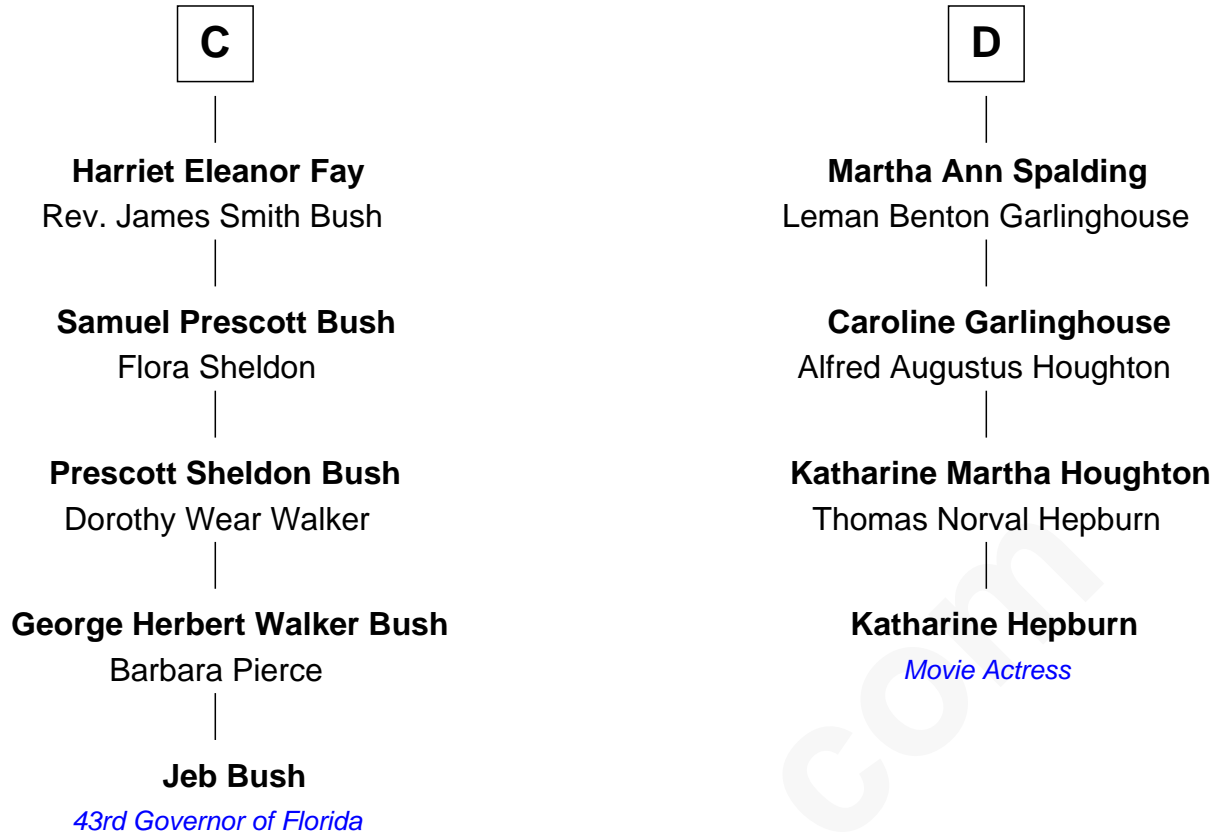 C
Harriet Eleanor Fay
Rev. James Smith Bush
Samuel Prescott Bush
Flora Sheldon
Prescott Sheldon Bush
Dorothy Wear Walker
George Herbert Walker Bush
Barbara Pierce
Jeb Bush
43rd Governor of Florida
D
Martha Ann Spalding
Leman Benton Garlinghouse
Caroline Garlinghouse
Alfred Augustus Houghton
Katharine Martha Houghton
Thomas Norval Hepburn
Katharine Hepburn
Movie Actress
com